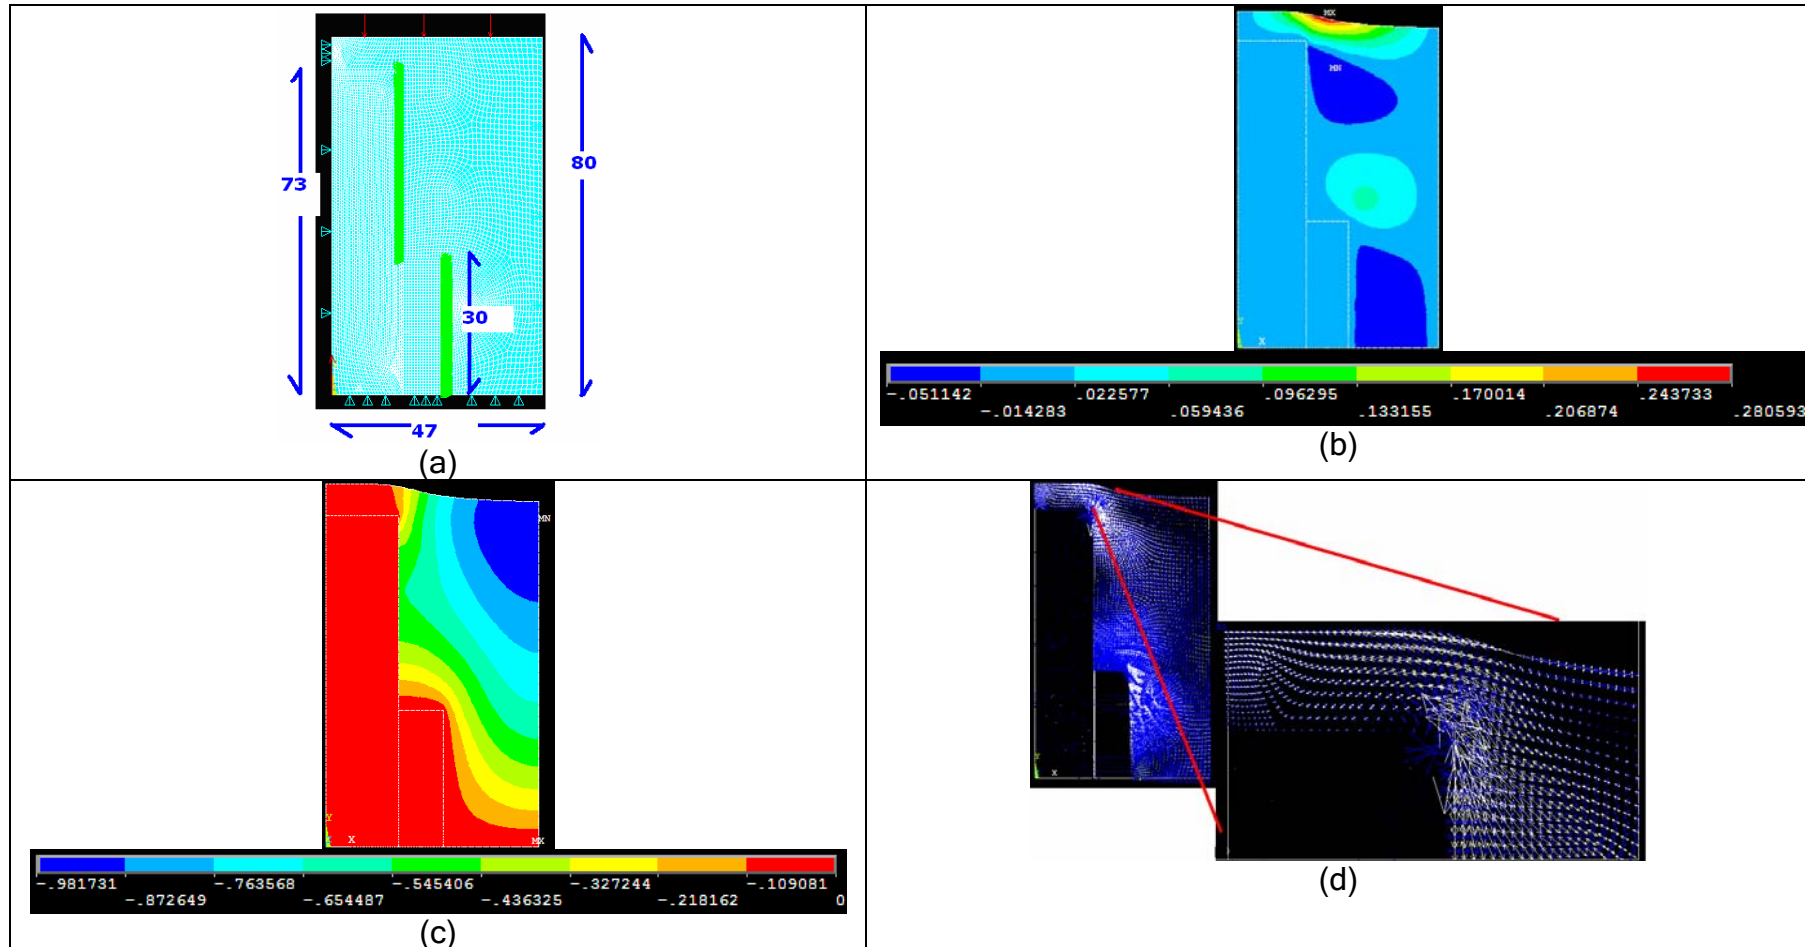 73
80
30
47
(a)
MX
MN
Y
X
-.051142 .022577 .096295 .170014 .243733
-.014283 .059436 .133155 .206874 .280593
(b)
MN
Y
X
MX
-.981731 -.763568 -.545406 -.327244 -.109081
-.872649 -.654487 -.436325 -.218162 0
(c)
Y
X
(d)